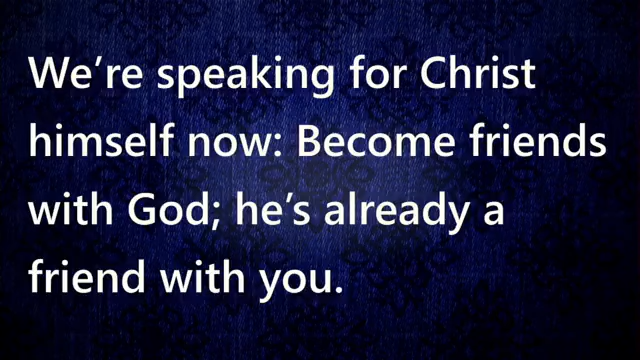 We’re speaking for Christ
himself now: Become friends
with God; he’s already a
friend with you.